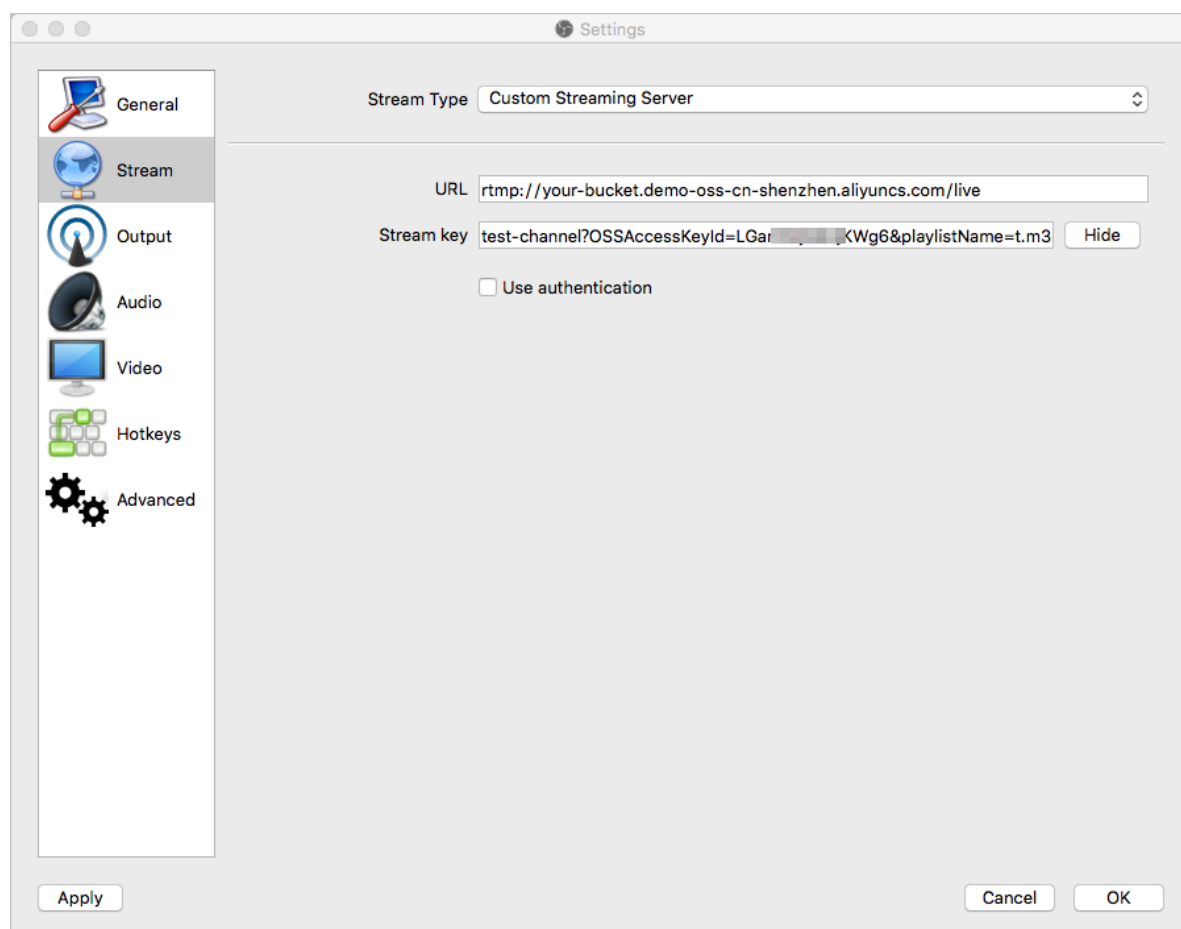 Settings
General
Stream
Output
Audio
Video
Hotkeys
Advanced
Stream Type Custom Streaming Server
URL rtmp://your-bucket.demo-oss-cn-shenzhen.aliyuncs.com/live
Stream key test-channel?OSSAccessKeyId=LGa KWg6&playlistName=t.m3 Hide
Use authentication
Apply Cancel OK